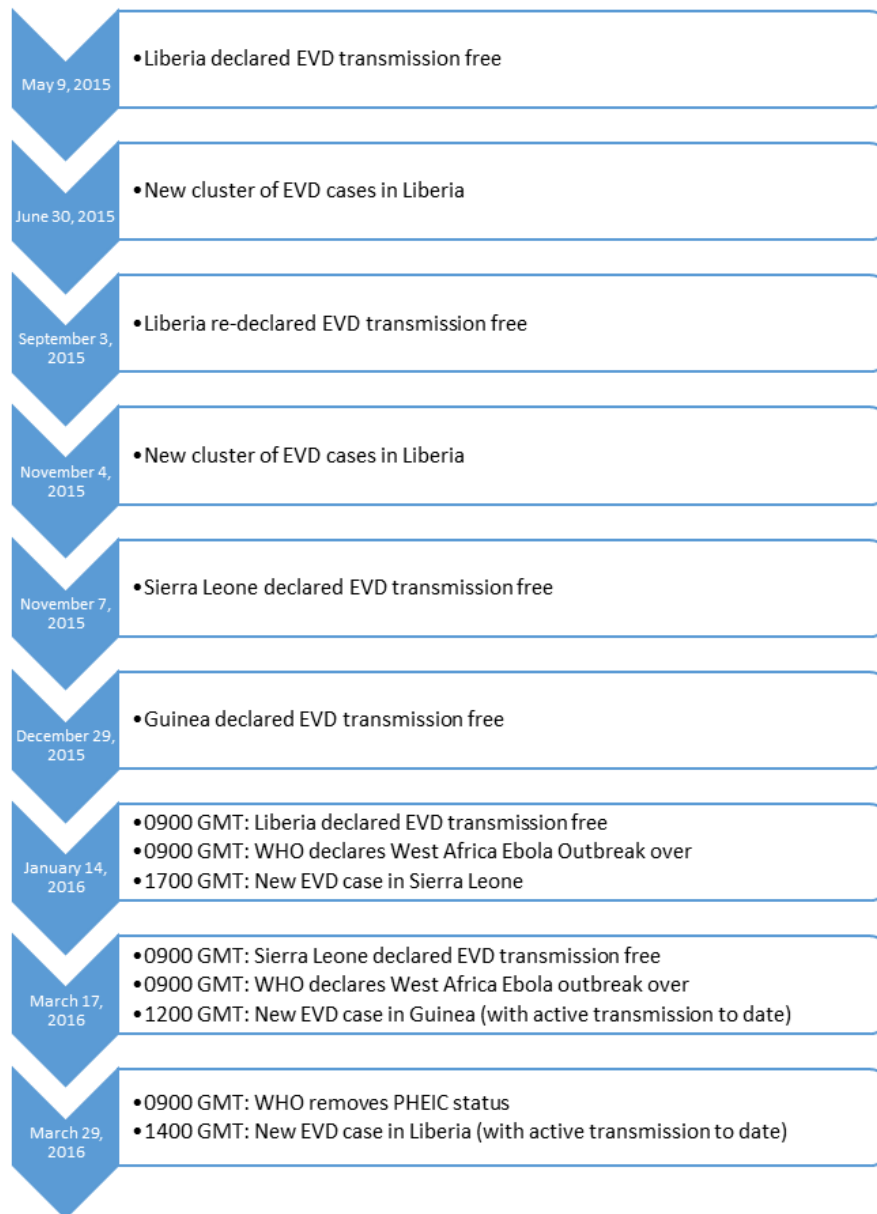 May 9, 2015
•Liberia declared EVD transmission free
June 30, 2015
•New cluster of EVD cases in Liberia
September 3,
2015
•Liberia re-declared EVD transmission free
November 4,
2015
•New cluster of EVD cases in Liberia
November 7,
2015
•Sierra Leone declared EVD transmission free
December 29,
2015
•Guinea declared EVD transmission free
January 14,
2016
•0900 GMT: Liberia declared EVD transmission free
•0900 GMT: WHO declares West Africa Ebola Outbreak over
•1700 GMT: New EVD case in Sierra Leone
March 17,
2016
•0900 GMT: Sierra Leone declared EVD transmission free
•0900 GMT: WHO declares West Africa Ebola outbreak over
•1200 GMT: New EVD case in Guinea (with active transmission to date)
March 29,
2016
•0900 GMT: WHO removes PHEIC status
•1400 GMT: New EVD case in Liberia (with active transmission to date)